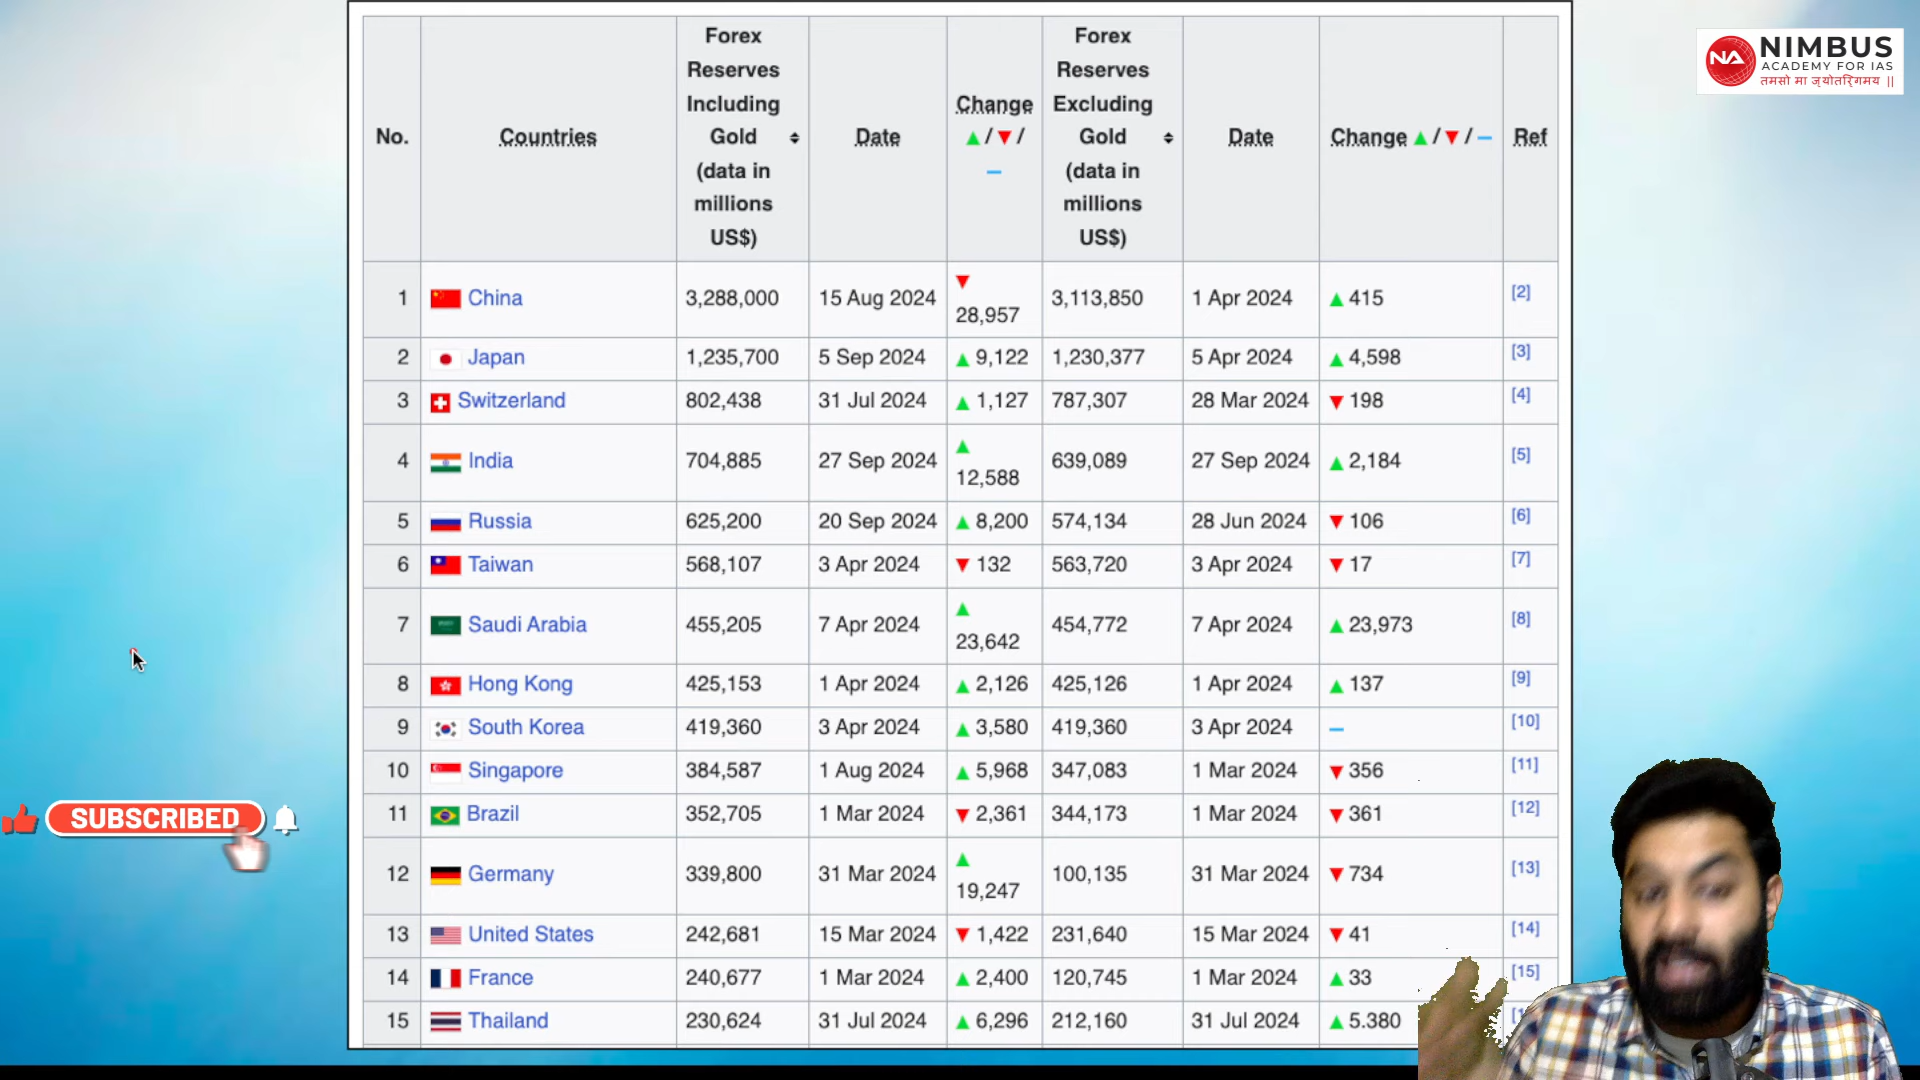 NIMBUS
ACADEMY FOR IAS
तमसो मा ज्योतर्गिमय ||
No. Countries Forex Reserves Including Gold (data in millions US$) Date Change ▲/▼/– Forex Reserves Excluding Gold (data in millions US$) Date Change ▲/▼/– Ref
1 China 3,288,000 15 Aug 2024 ▼ 28,957 3,113,850 1 Apr 2024 ▲ 415 [2]
2 Japan 1,235,700 5 Sep 2024 ▲ 9,122 1,230,377 5 Apr 2024 ▲ 4,598 [3]
3 Switzerland 802,438 31 Jul 2024 ▲ 1,127 787,307 28 Mar 2024 ▼ 198 [4]
4 India 704,885 27 Sep 2024 ▲ 12,588 639,089 27 Sep 2024 ▲ 2,184 [5]
5 Russia 625,200 20 Sep 2024 ▲ 8,200 574,134 28 Jun 2024 ▼ 106 [6]
6 Taiwan 568,107 3 Apr 2024 ▼ 132 563,720 3 Apr 2024 ▼ 17 [7]
7 Saudi Arabia 455,205 7 Apr 2024 ▲ 23,642 454,772 7 Apr 2024 ▲ 23,973 [8]
8 Hong Kong 425,153 1 Apr 2024 ▲ 2,126 425,126 1 Apr 2024 ▲ 137 [9]
9 South Korea 419,360 3 Apr 2024 ▲ 3,580 419,360 3 Apr 2024 – [10]
10 Singapore 384,587 1 Aug 2024 ▲ 5,968 347,083 1 Mar 2024 ▼ 356 [11]
11 Brazil 352,705 1 Mar 2024 ▼ 2,361 344,173 1 Mar 2024 ▼ 361 [12]
12 Germany 339,800 31 Mar 2024 ▲ 19,247 100,135 31 Mar 2024 ▼ 734 [13]
13 United States 242,681 15 Mar 2024 ▼ 1,422 231,640 15 Mar 2024 ▼ 41 [14]
14 France 240,677 1 Mar 2024 ▲ 2,400 120,745 1 Mar 2024 ▲ 33 [15]
15 Thailand 230,624 31 Jul 2024 ▲ 6,296 212,160 31 Jul 2024 ▲ 5.380
SUBSCRIBED
NA